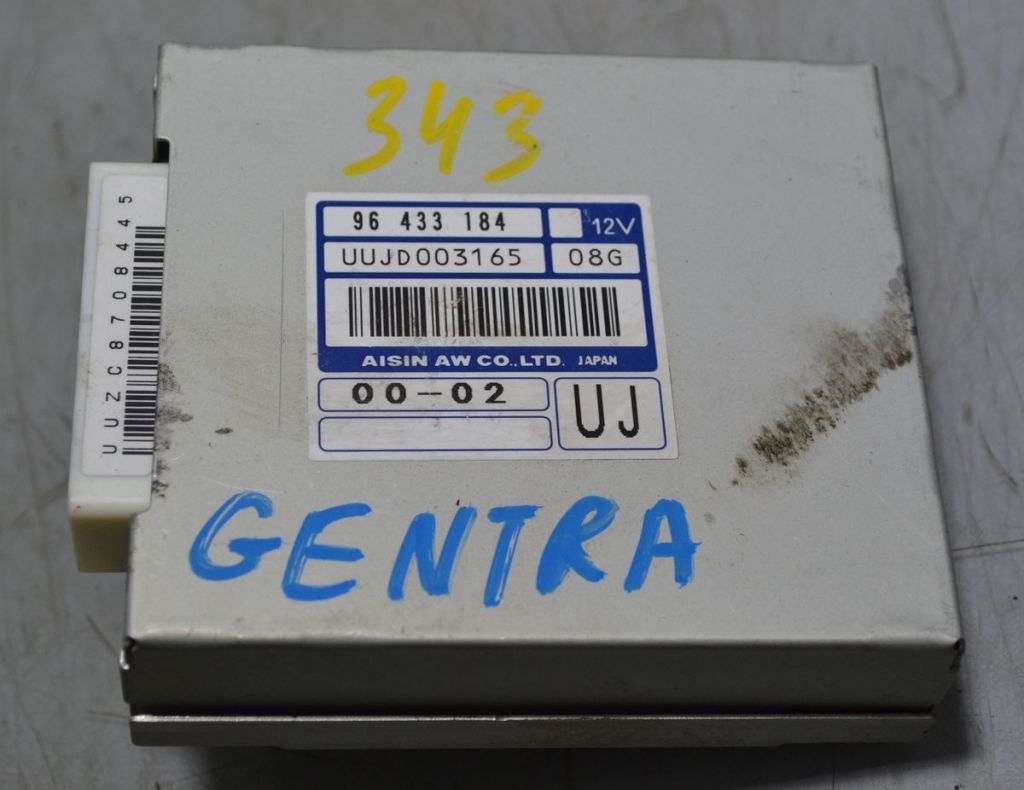 343
96 433 184 12V
UUJD003165 08G
AISIN AW CO.,LTD. JAPAN
00-02 UJ
UUZC8708445
GENTRA